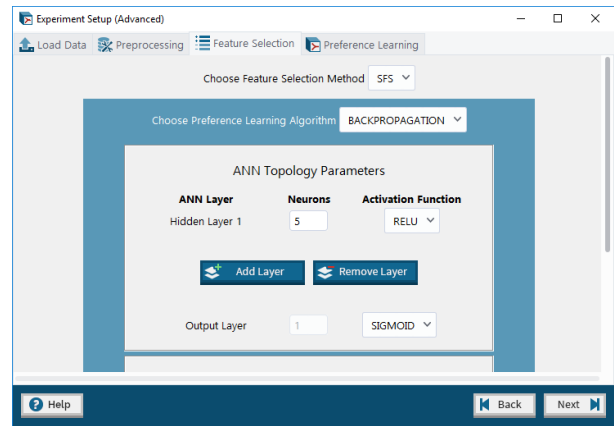 Experiment Setup (Advanced)
Load Data Preprocessing Feature Selection Preference Learning
Choose Feature Selection Method SFS
Choose Preference Learning Algorithm BACKPROPAGATION
ANN Topology Parameters
ANN Layer Neurons Activation Function
Hidden Layer 1 5 RELU
Add Layer Remove Layer
Output Layer 1 SIGMOID
Help Back Next